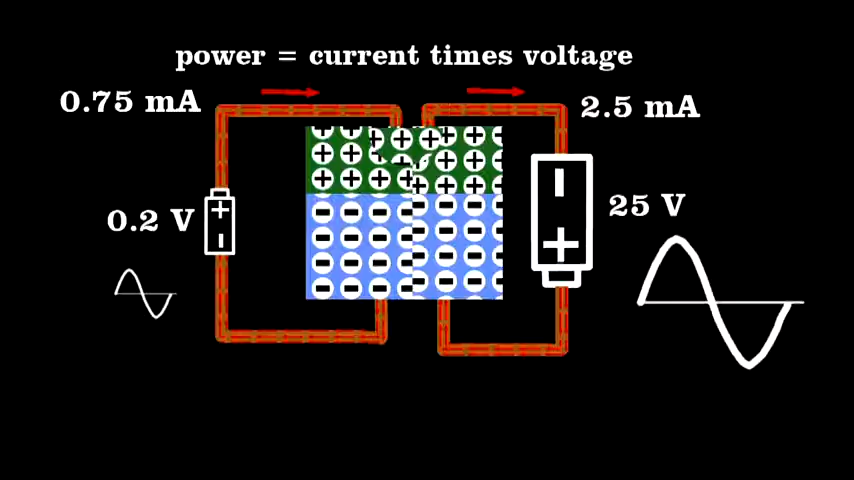 power = current times voltage
0.75 mA
2.5 mA
0.2 V
25 V